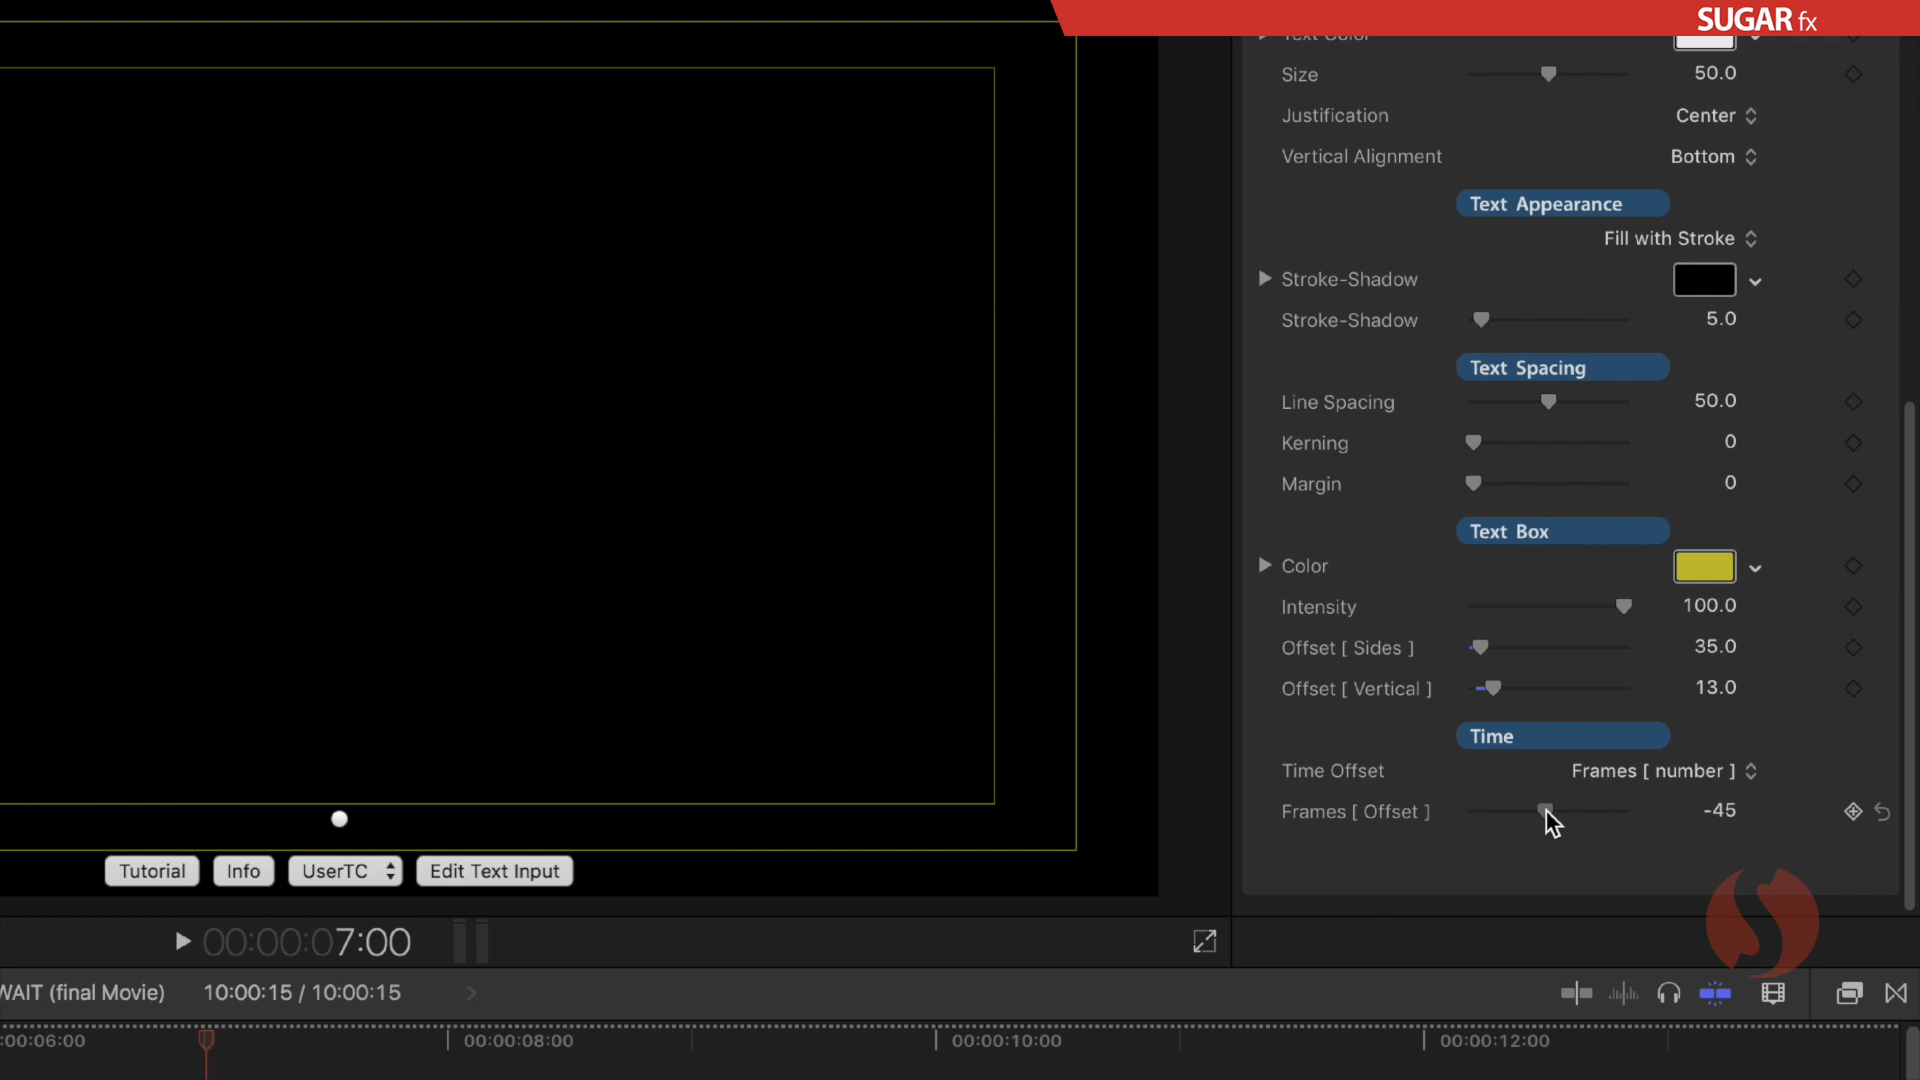 SUGAR fx
Text Color
Size 50.0
Justification Center
Vertical Alignment Bottom
Text Appearance
Fill with Stroke
Stroke-Shadow
Stroke-Shadow 5.0
Text Spacing
Line Spacing 50.0
Kerning 0
Margin 0
Text Box
Color
Intensity 100.0
Offset [ Sides ] 35.0
Offset [ Vertical ] 13.0
Time
Time Offset Frames [ number ]
Frames [ Offset ] -45
Tutorial Info UserTC Edit Text Input
00:00:07:00
WAIT (final Movie) 10:00:15 / 10:00:15
:00:06:00 00:00:08:00 00:00:10:00 00:00:12:00